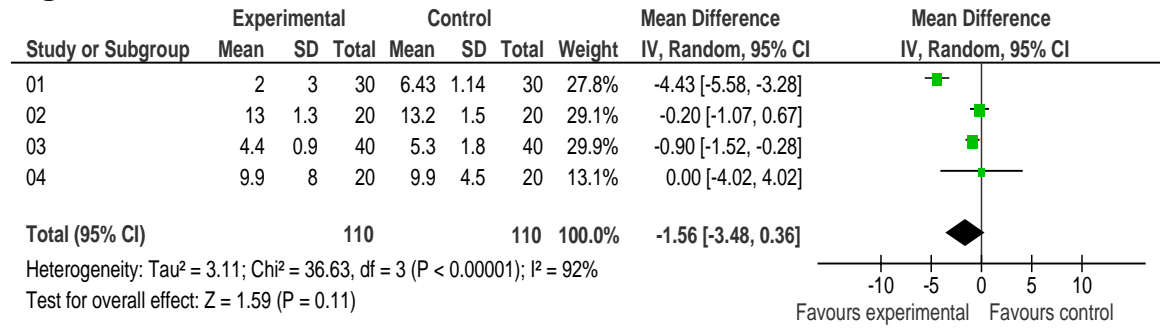 Experimental Control Mean Difference Mean Difference
Study or Subgroup Mean SD Total Mean SD Total Weight IV, Random, 95% CI IV, Random, 95% CI
01 2 3 30 6.43 1.14 30 27.8% -4.43 [-5.58, -3.28]
02 13 1.3 20 13.2 1.5 20 29.1% -0.20 [-1.07, 0.67]
03 4.4 0.9 40 5.3 1.8 40 29.9% -0.90 [-1.52, -0.28]
04 9.9 8 20 9.9 4.5 20 13.1% 0.00 [-4.02, 4.02]
Total (95% CI) 110 110 100.0% -1.56 [-3.48, 0.36]
Heterogeneity: Tau² = 3.11; Chi² = 36.63, df = 3 (P < 0.00001); I² = 92%
Test for overall effect: Z = 1.59 (P = 0.11)
-10 -5 0 5 10
Favours experimental Favours control